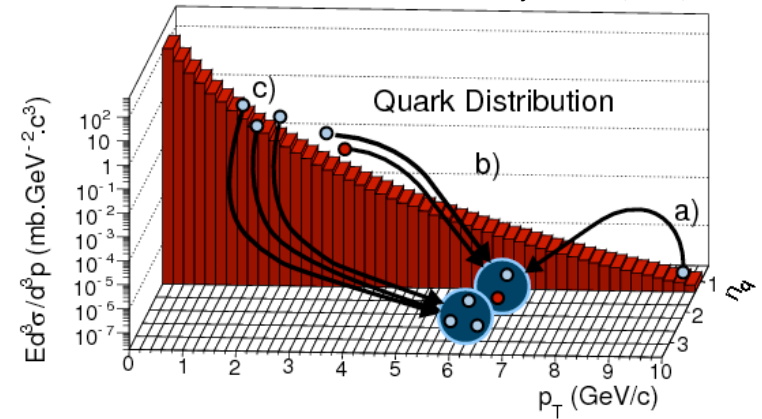 Quark Distribution
c)
b)
a)
Ed³σ/d³p (mb.GeV⁻².c³)
10²
10
1
10⁻¹
10⁻²
10⁻³
10⁻⁴
10⁻⁵
10⁻⁶
10⁻⁷
0 1 2 3 4 5 6 7 8 9 10
p_T (GeV/c)
1
2
3
n_q